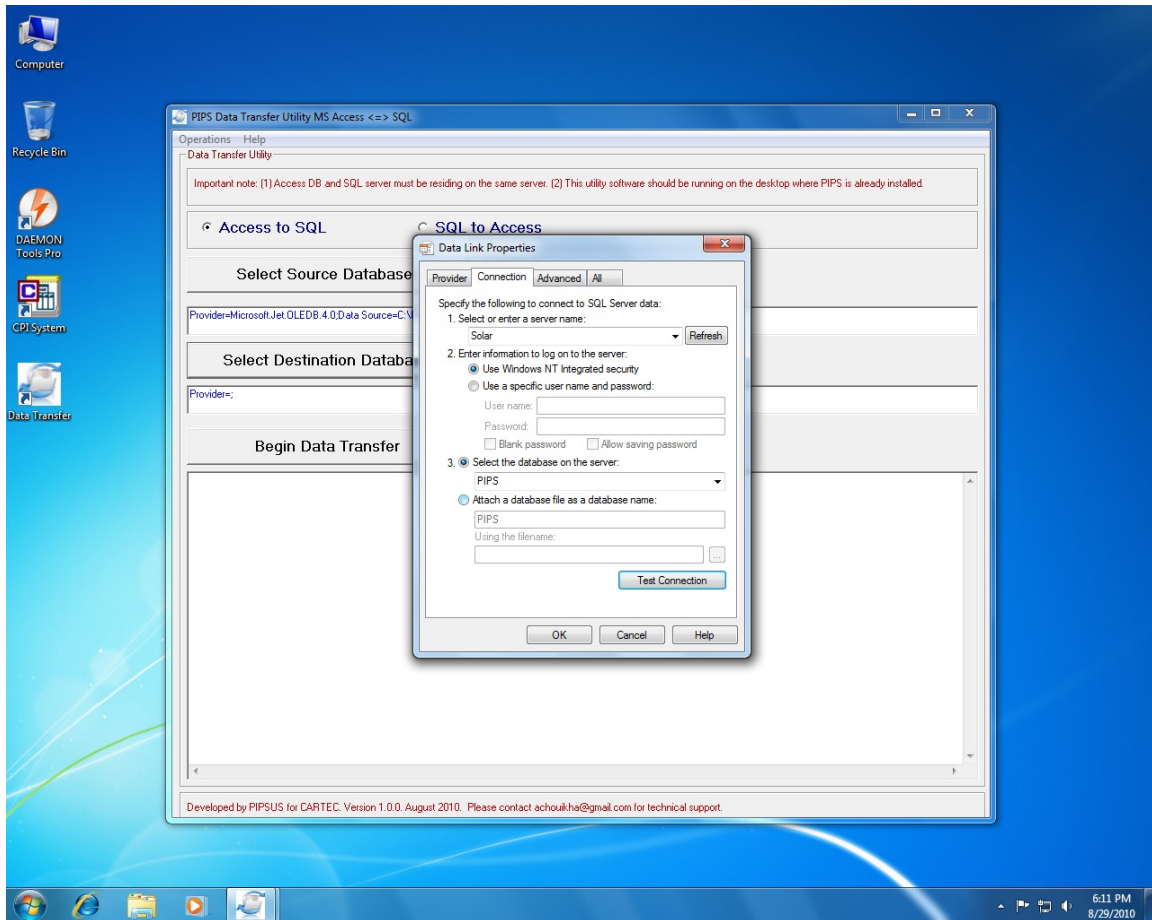 Computer
Recycle Bin
DAEMON
Tools Pro
CPI System
Data Transfer
PIPS Data Transfer Utility MS Access <=> SQL
Operations Help
Data Transfer Utility
Important note: (1) Access DB and SQL server must be residing on the same server. (2) This utility software should be running on the desktop where PIPS is already installed.
Access to SQL
SQL to Access
Select Source Database
Provider=Microsoft.Jet.OLEDB.4.0;Data Source=C:\
Select Destination Databa
Provider=;
Begin Data Transfer
Data Link Properties
Provider Connection Advanced All
Specify the following to connect to SQL Server data:
1. Select or enter a server name:
Solar Refresh
2. Enter information to log on to the server:
Use Windows NT Integrated security
Use a specific user name and password:
User name:
Password:
Blank password Allow saving password
3. Select the database on the server:
PIPS
Attach a database file as a database name:
PIPS
Using the filename:
...
Test Connection
OK Cancel Help
Developed by PIPSUS for CARTEC. Version 1.0.0. August 2010. Please contact achouikha@gmail.com for technical support.
6:11 PM
8/29/2010